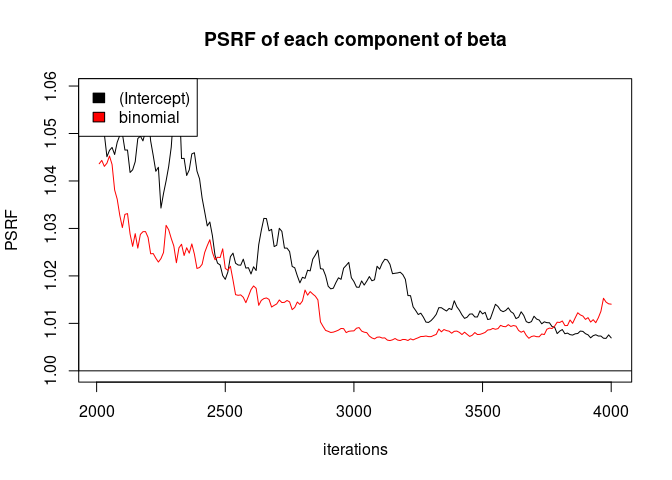 PSRF of each component of beta
(Intercept)
binomial
PSRF
1.06
1.05
1.04
1.03
1.02
1.01
1.00
2000 2500 3000 3500 4000
iterations